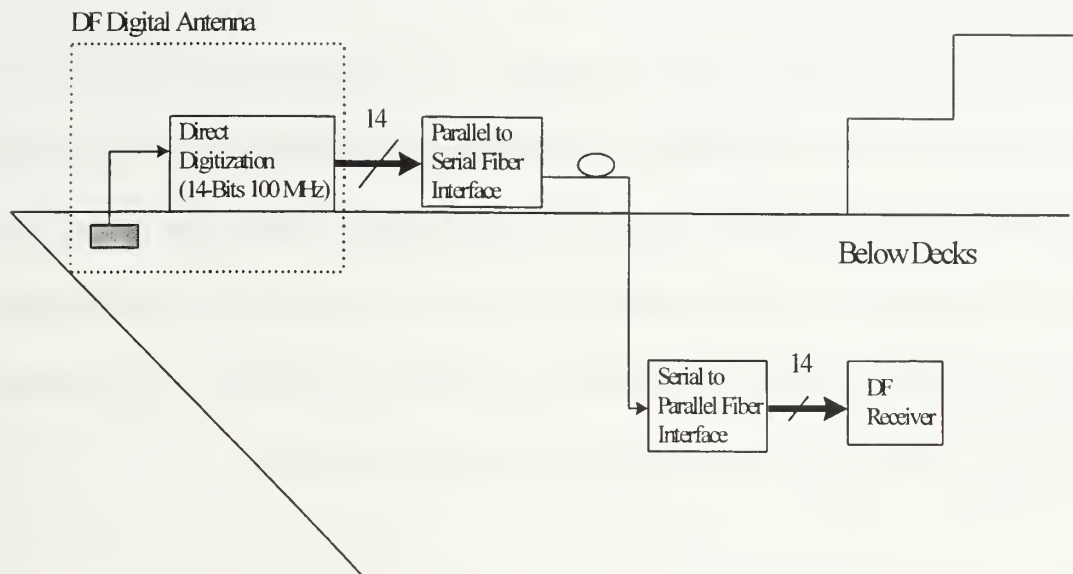 DF Digital Antenna
Direct
Digitization
(14-Bits 100 MHz)
14
Parallel to
Serial Fiber
Interface
Below Decks
Serial to
Parallel Fiber
Interface
14
DF
Receiver